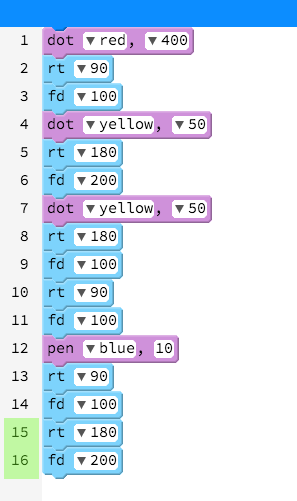 1 dot ▼red, ▼400
2 rt ▼90
3 fd ▼100
4 dot ▼yellow, ▼50
5 rt ▼180
6 fd ▼200
7 dot ▼yellow, ▼50
8 rt ▼180
9 fd ▼100
10 rt ▼90
11 fd ▼100
12 pen ▼blue, 10
13 rt ▼90
14 fd ▼100
15 rt ▼180
16 fd ▼200